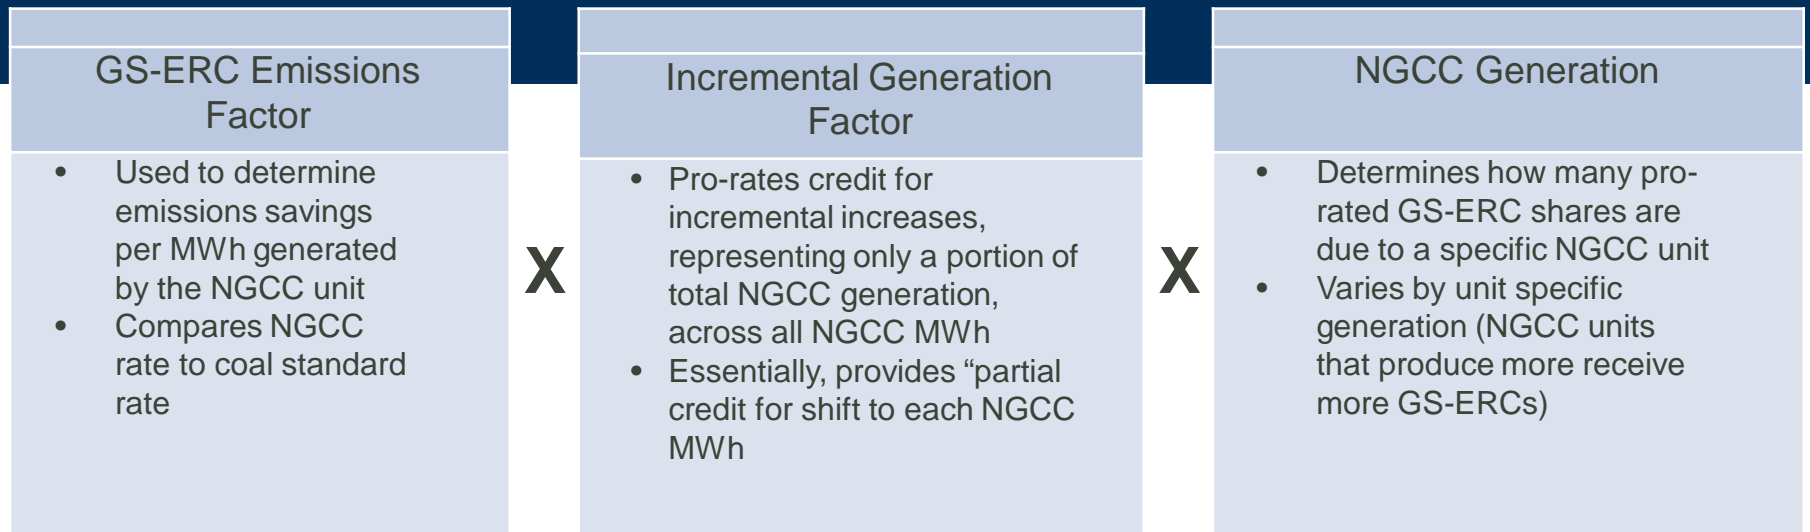 GS-ERC Emissions
Factor
• Used to determine
emissions savings
per MWh generated
by the NGCC unit
• Compares NGCC
rate to coal standard
rate
X
Incremental Generation
Factor
• Pro-rates credit for
incremental increases,
representing only a portion of
total NGCC generation,
across all NGCC MWh
• Essentially, provides “partial
credit for shift to each NGCC
MWh
X
NGCC Generation
• Determines how many pro-
rated GS-ERC shares are
due to a specific NGCC unit
• Varies by unit specific
generation (NGCC units
that produce more receive
more GS-ERCs)